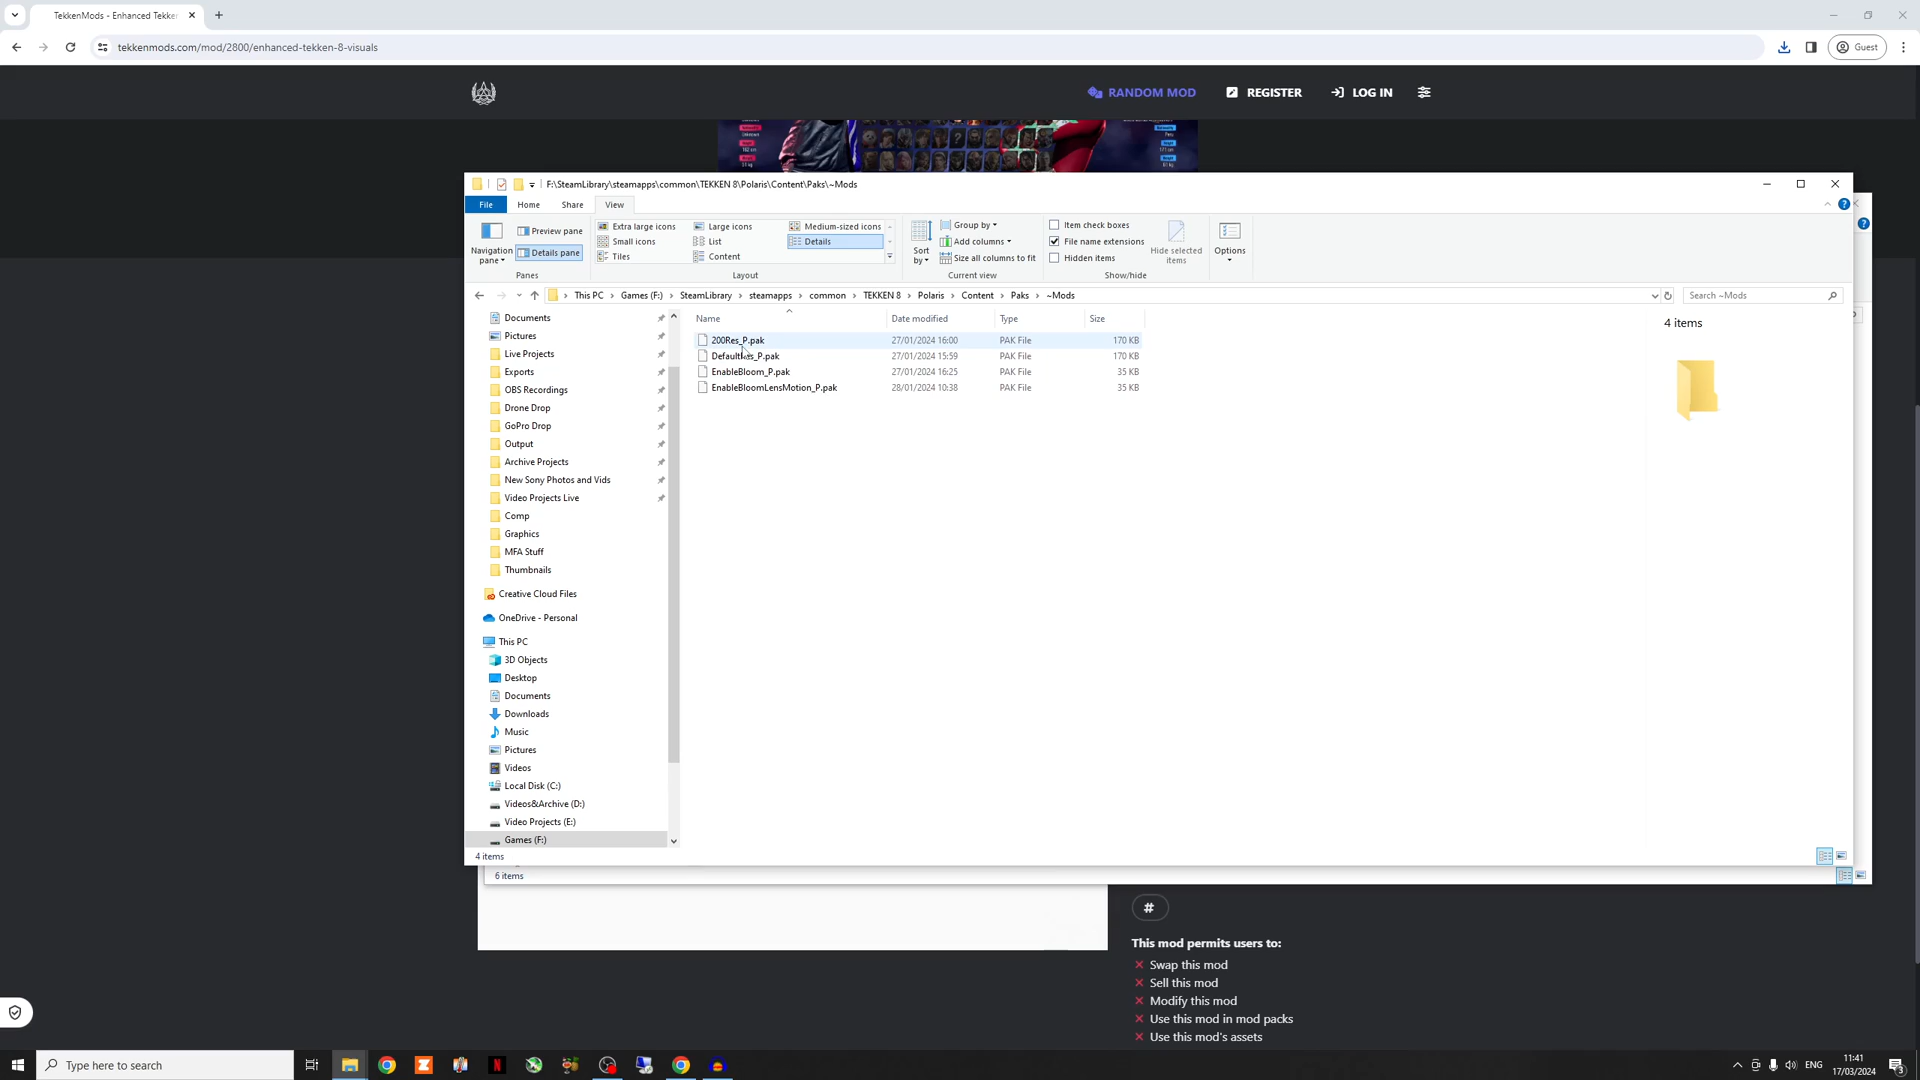 TekkenMods - Enhanced Tekken
tekkenmods.com/mod/2800/enhanced-tekken-8-visuals
Guest
RANDOM MOD
REGISTER
LOG IN
F:\SteamLibrary\steamapps\common\TEKKEN 8\Polaris\Content\Paks\~Mods
File
Home
Share
View
Navigation pane
Preview pane
Details pane
Panes
Extra large icons
Large icons
Medium-sized icons
Small icons
List
Details
Tiles
Content
Layout
Sort by
Group by
Add columns
Size all columns to fit
Current view
Item check boxes
File name extensions
Hidden items
Hide selected items
Show/hide
Options
This PC > Games (F:) > SteamLibrary > steamapps > common > TEKKEN 8 > Polaris > Content > Paks > ~Mods
Search ~Mods
Name Date modified Type Size
200Res_P.pak 27/01/2024 16:00 PAK File 170 KB
27/01/2024 15:59 PAK File 170 KB
EnableBloom_P.pak 27/01/2024 16:25 PAK File 35 KB
EnableBloomLensMotion_P.pak 28/01/2024 10:38 PAK File 35 KB
4 items
Documents
Pictures
Live Projects
Exports
OBS Recordings
Drone Drop
GoPro Drop
Output
Archive Projects
New Sony Photos and Vids
Video Projects Live
Comp
Graphics
MFA Stuff
Thumbnails
Creative Cloud Files
OneDrive - Personal
This PC
3D Objects
Desktop
Documents
Downloads
Music
Pictures
Videos
Local Disk (C:)
Videos&Archive (D:)
Video Projects (E:)
Games (F:)
4 items
6 items
#
This mod permits users to:
Swap this mod
Sell this mod
Modify this mod
Use this mod in mod packs
Use this mod's assets
Type here to search
ENG
11:41
17/03/2024